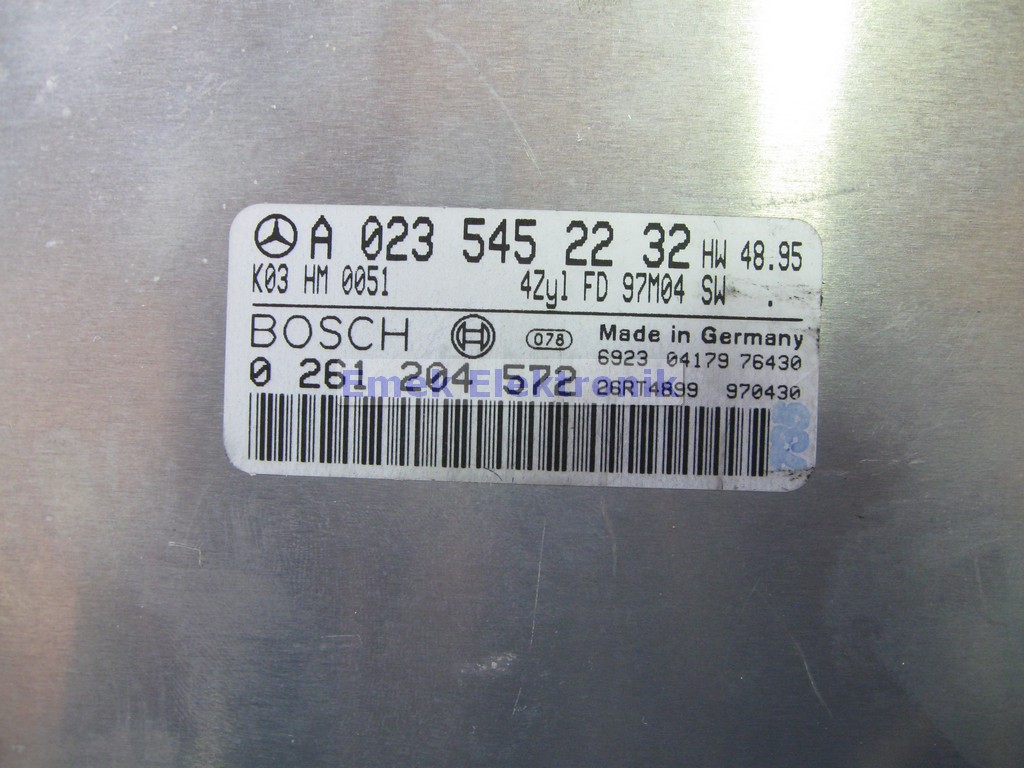 A 023 545 22 32 HW 48.95
K03 HM 0051 4Zyl FD 97M04 SW .
BOSCH 078 Made in Germany
6923 04179 76430
0 261 204 572 26RT4899 970430
Emek Elektronik